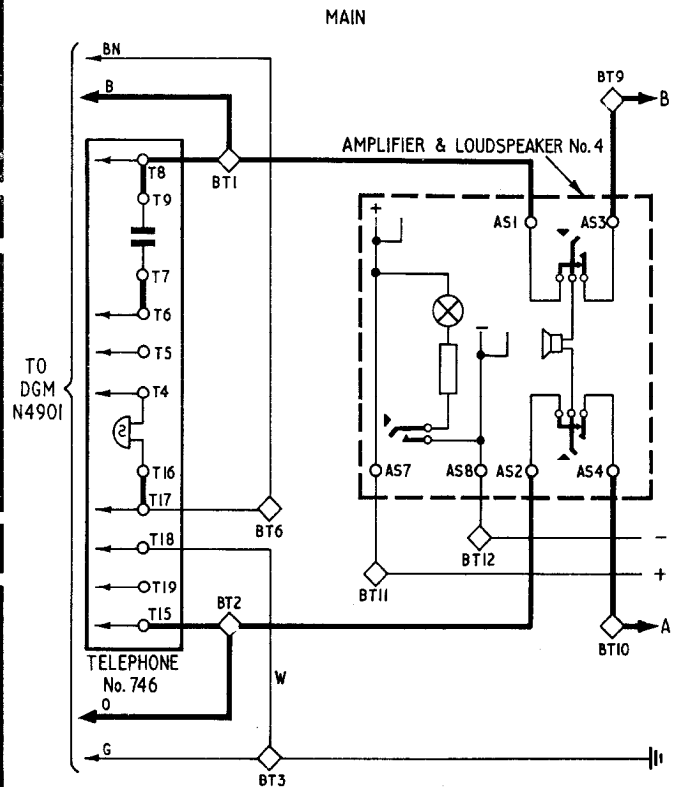 MAIN
BN
B
BT9
B
AMPLIFIER & LOUDSPEAKER No. 4
T8
BT1
T9
+
AS1
AS3
T7
T6
–
T5
TO
DGM
N4901
T4
S
T16
AS7
AS8
AS2
AS4
T17
BT6
T18
BT12
–
T19
BT11
+
BT2
T15
A
BT10
TELEPHONE
No. 746
W
O
G
BT3